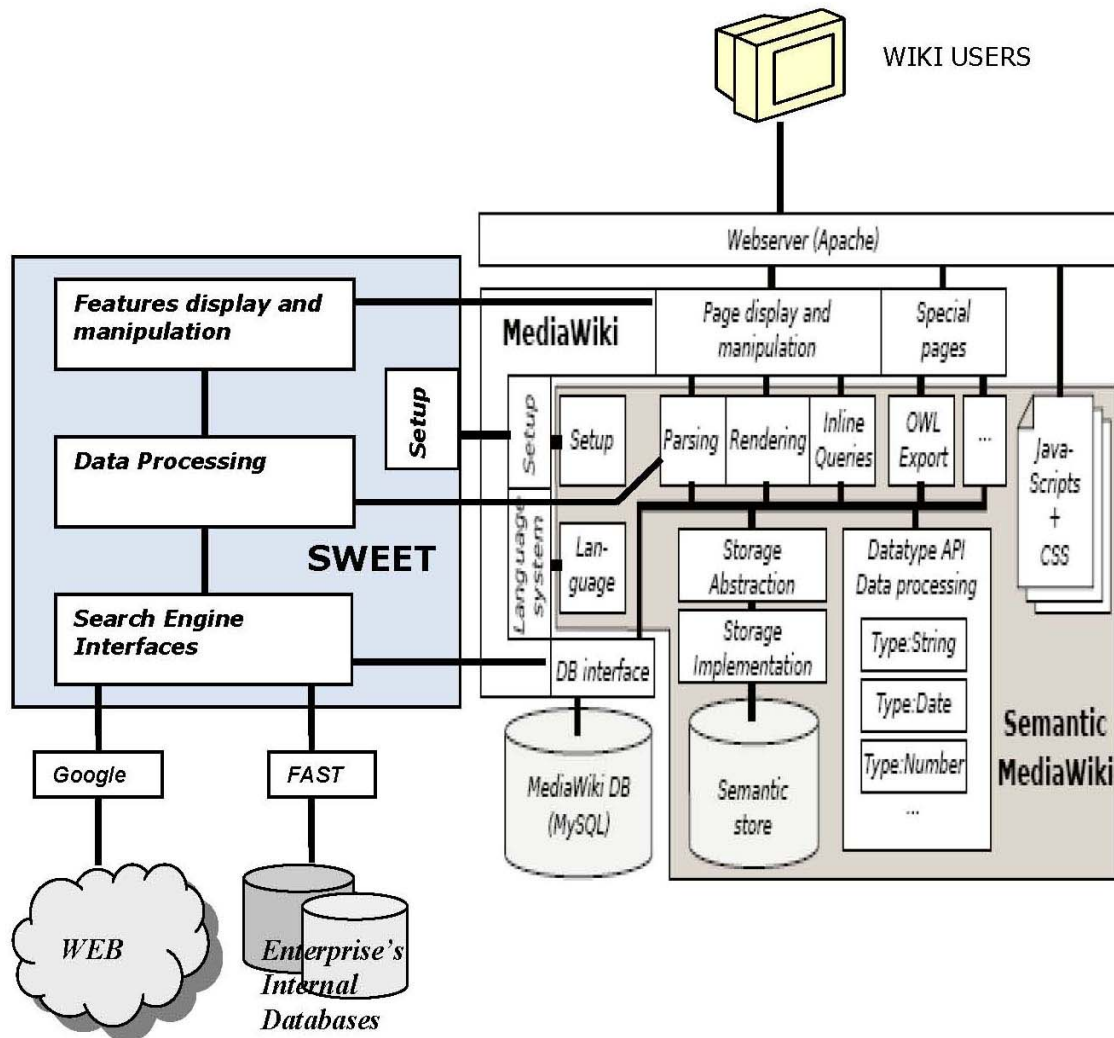 WIKI USERS
Webserver (Apache)
Features display and
manipulation
MediaWiki
Page display and
manipulation
Special
pages
Setup
Setup
Setup
Parsing
Rendering
Inline
Queries
OWL
Export
...
Java-
Scripts
+
CSS
Data Processing
SWEET
Language
system
Lan-
guage
Storage
Abstraction
Datatype API
Data processing
Search Engine
Interfaces
DB interface
Storage
Implementation
Type:String
Type:Date
Type:Number
...
Semantic
MediaWiki
Google
FAST
MediaWiki DB
(MySQL)
Semantic
store
WEB
Enterprise's
Internal
Databases